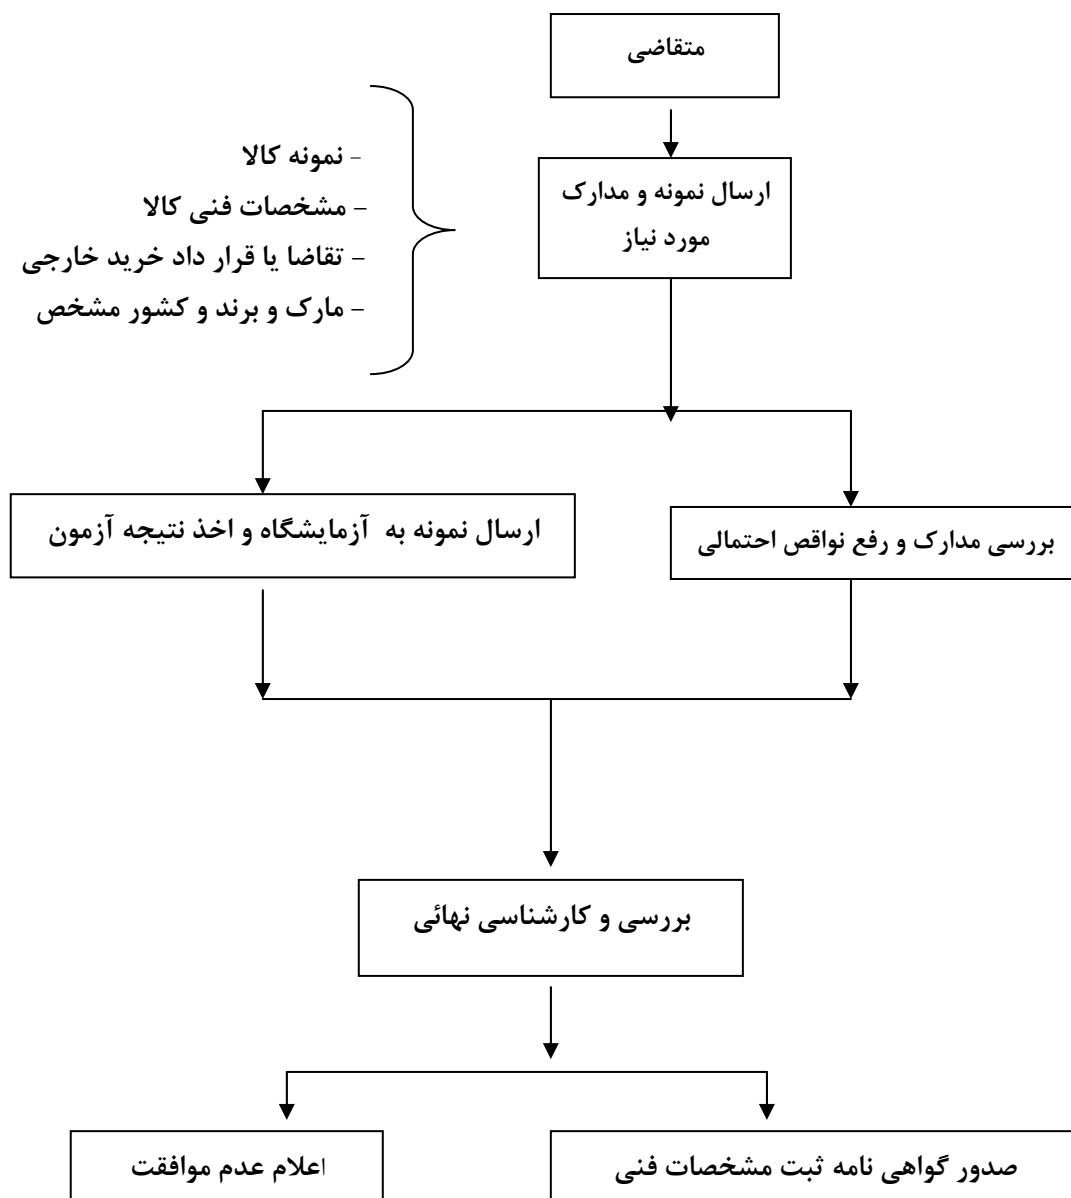 متقاضی
ارسال نمونه و مدارک
مورد نیاز
- نمونه کالا
– مشخصات فنی کالا
– تقاضا یا قرار داد خرید خارجی
– مارک و برند و کشور مشخص
بررسی مدارک و رفع نواقص احتمالی
ارسال نمونه به آزمایشگاه و اخذ نتیجه آزمون
بررسی و کارشناسی نهائی
صدور گواهی نامه ثبت مشخصات فنی
اعلام عدم موافقت